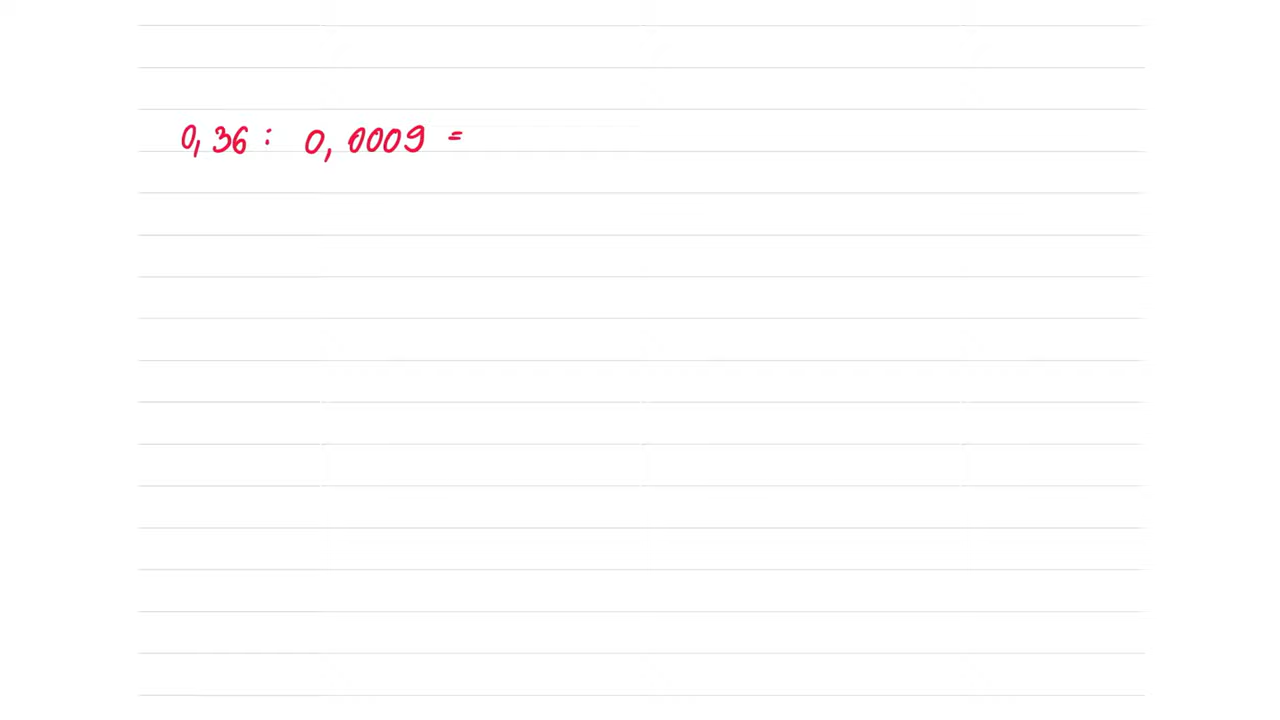 0,36 : 0,0009 =